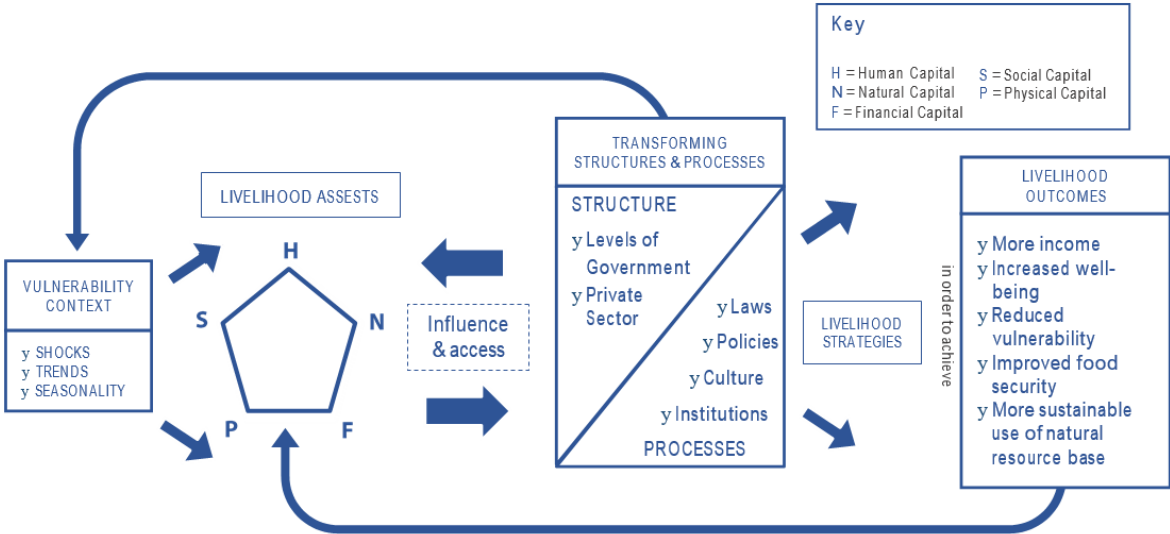 Key
H = Human Capital
S = Social Capital
N = Natural Capital
P = Physical Capital
F = Financial Capital
TRANSFORMING
STRUCTURES & PROCESSES
STRUCTURE
y Levels of
Government
y Private
Sector
y Laws
y Policies
y Culture
y Institutions
PROCESSES
LIVELIHOOD ASSESTS
H
S
N
P
F
VULNERABILITY
CONTEXT
y SHOCKS
y TRENDS
y SEASONALITY
Influence
& access
LIVELIHOOD
STRATEGIES
in order to achieve
LIVELIHOOD
OUTCOMES
y More income
y Increased well-
being
y Reduced
vulnerability
y Improved food
security
y More sustainable
use of natural
resource base